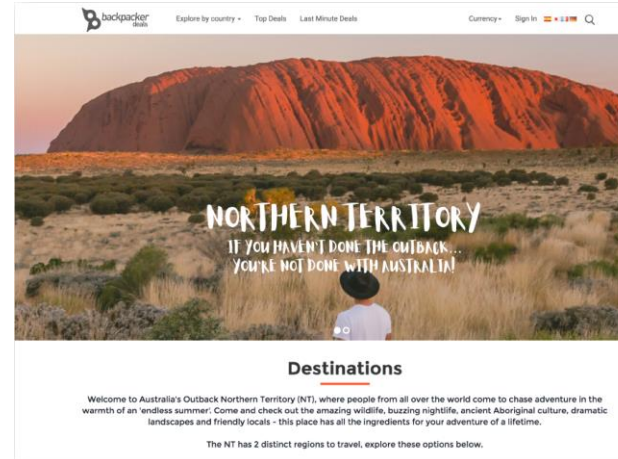 backpacker
deals
Explore by country
Top Deals
Last Minute Deals
Currency
Sign In
NORTHERN TERRITORY
IF YOU HAVEN'T DONE THE OUTBACK...
YOU'RE NOT DONE WITH AUSTRALIA!
Destinations
Welcome to Australia's Outback Northern Territory (NT), where people from all over the world come to chase adventure in the
warmth of an 'endless summer'. Come and check out the amazing wildlife, buzzing nightlife, ancient Aboriginal culture, dramatic
landscapes and friendly locals - this place has all the ingredients for your adventure of a lifetime.
The NT has 2 distinct regions to travel, explore these options below.